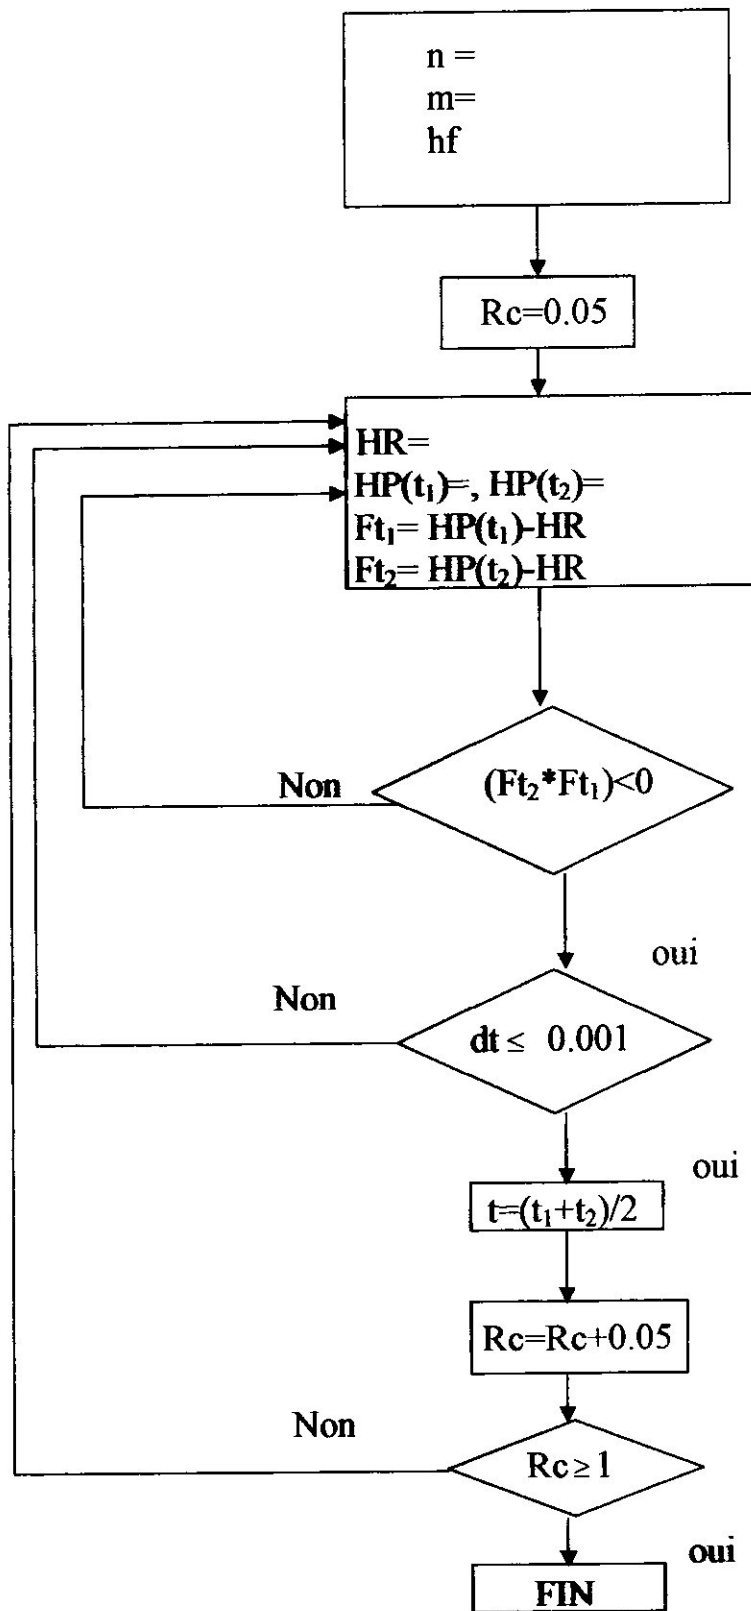 n =
m=
hf
Rc=0.05
HR=
HP(t₁)=, HP(t₂)=
Ft₁= HP(t₁)-HR
Ft₂= HP(t₂)-HR
Non
(Ft₂*Ft₁)<0
oui
Non
dt ≤ 0.001
oui
t=(t₁+t₂)/2
Rc=Rc+0.05
Non
Rc ≥ 1
oui
FIN